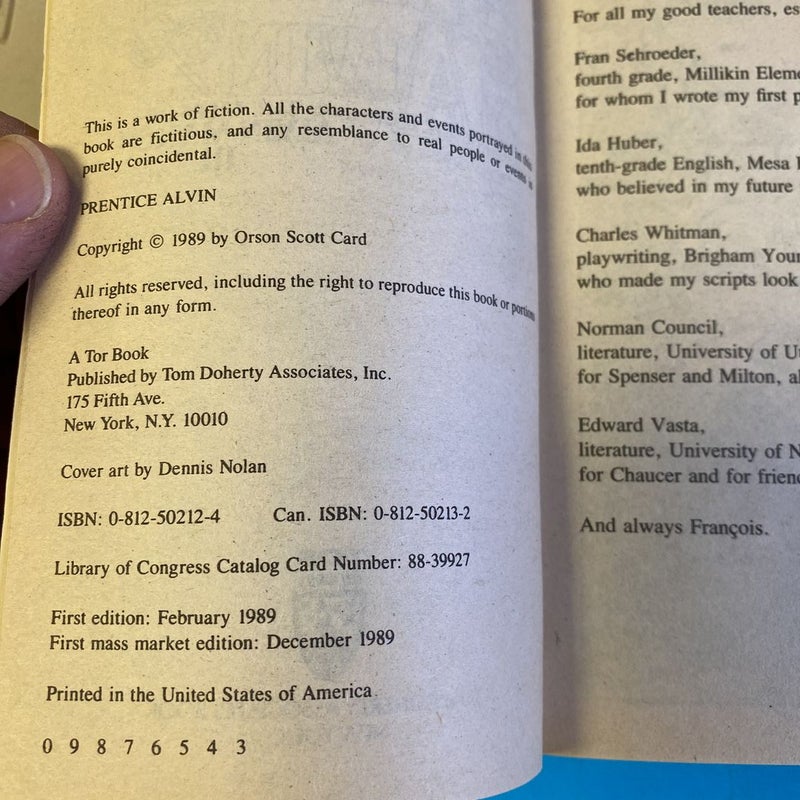 This is a work of fiction. All the characters and events portrayed in this
book are fictitious, and any resemblance to real people or events is
purely coincidental.
PRENTICE ALVIN
Copyright © 1989 by Orson Scott Card
All rights reserved, including the right to reproduce this book or portions
thereof in any form.
A Tor Book
Published by Tom Doherty Associates, Inc.
175 Fifth Ave.
New York, N.Y. 10010
Cover art by Dennis Nolan
ISBN: 0-812-50212-4 Can. ISBN: 0-812-50213-2
Library of Congress Catalog Card Number: 88-39927
First edition: February 1989
First mass market edition: December 1989
Printed in the United States of America
0 9 8 7 6 5 4 3
For all my good teachers, es
Fran Schroeder,
fourth grade, Millikin Eleme
for whom I wrote my first p
Ida Huber,
tenth-grade English, Mesa
who believed in my future
Charles Whitman,
playwriting, Brigham Your
who made my scripts look
Norman Council,
literature, University of U
for Spenser and Milton, al
Edward Vasta,
literature, University of N
for Chaucer and for friend
And always François.